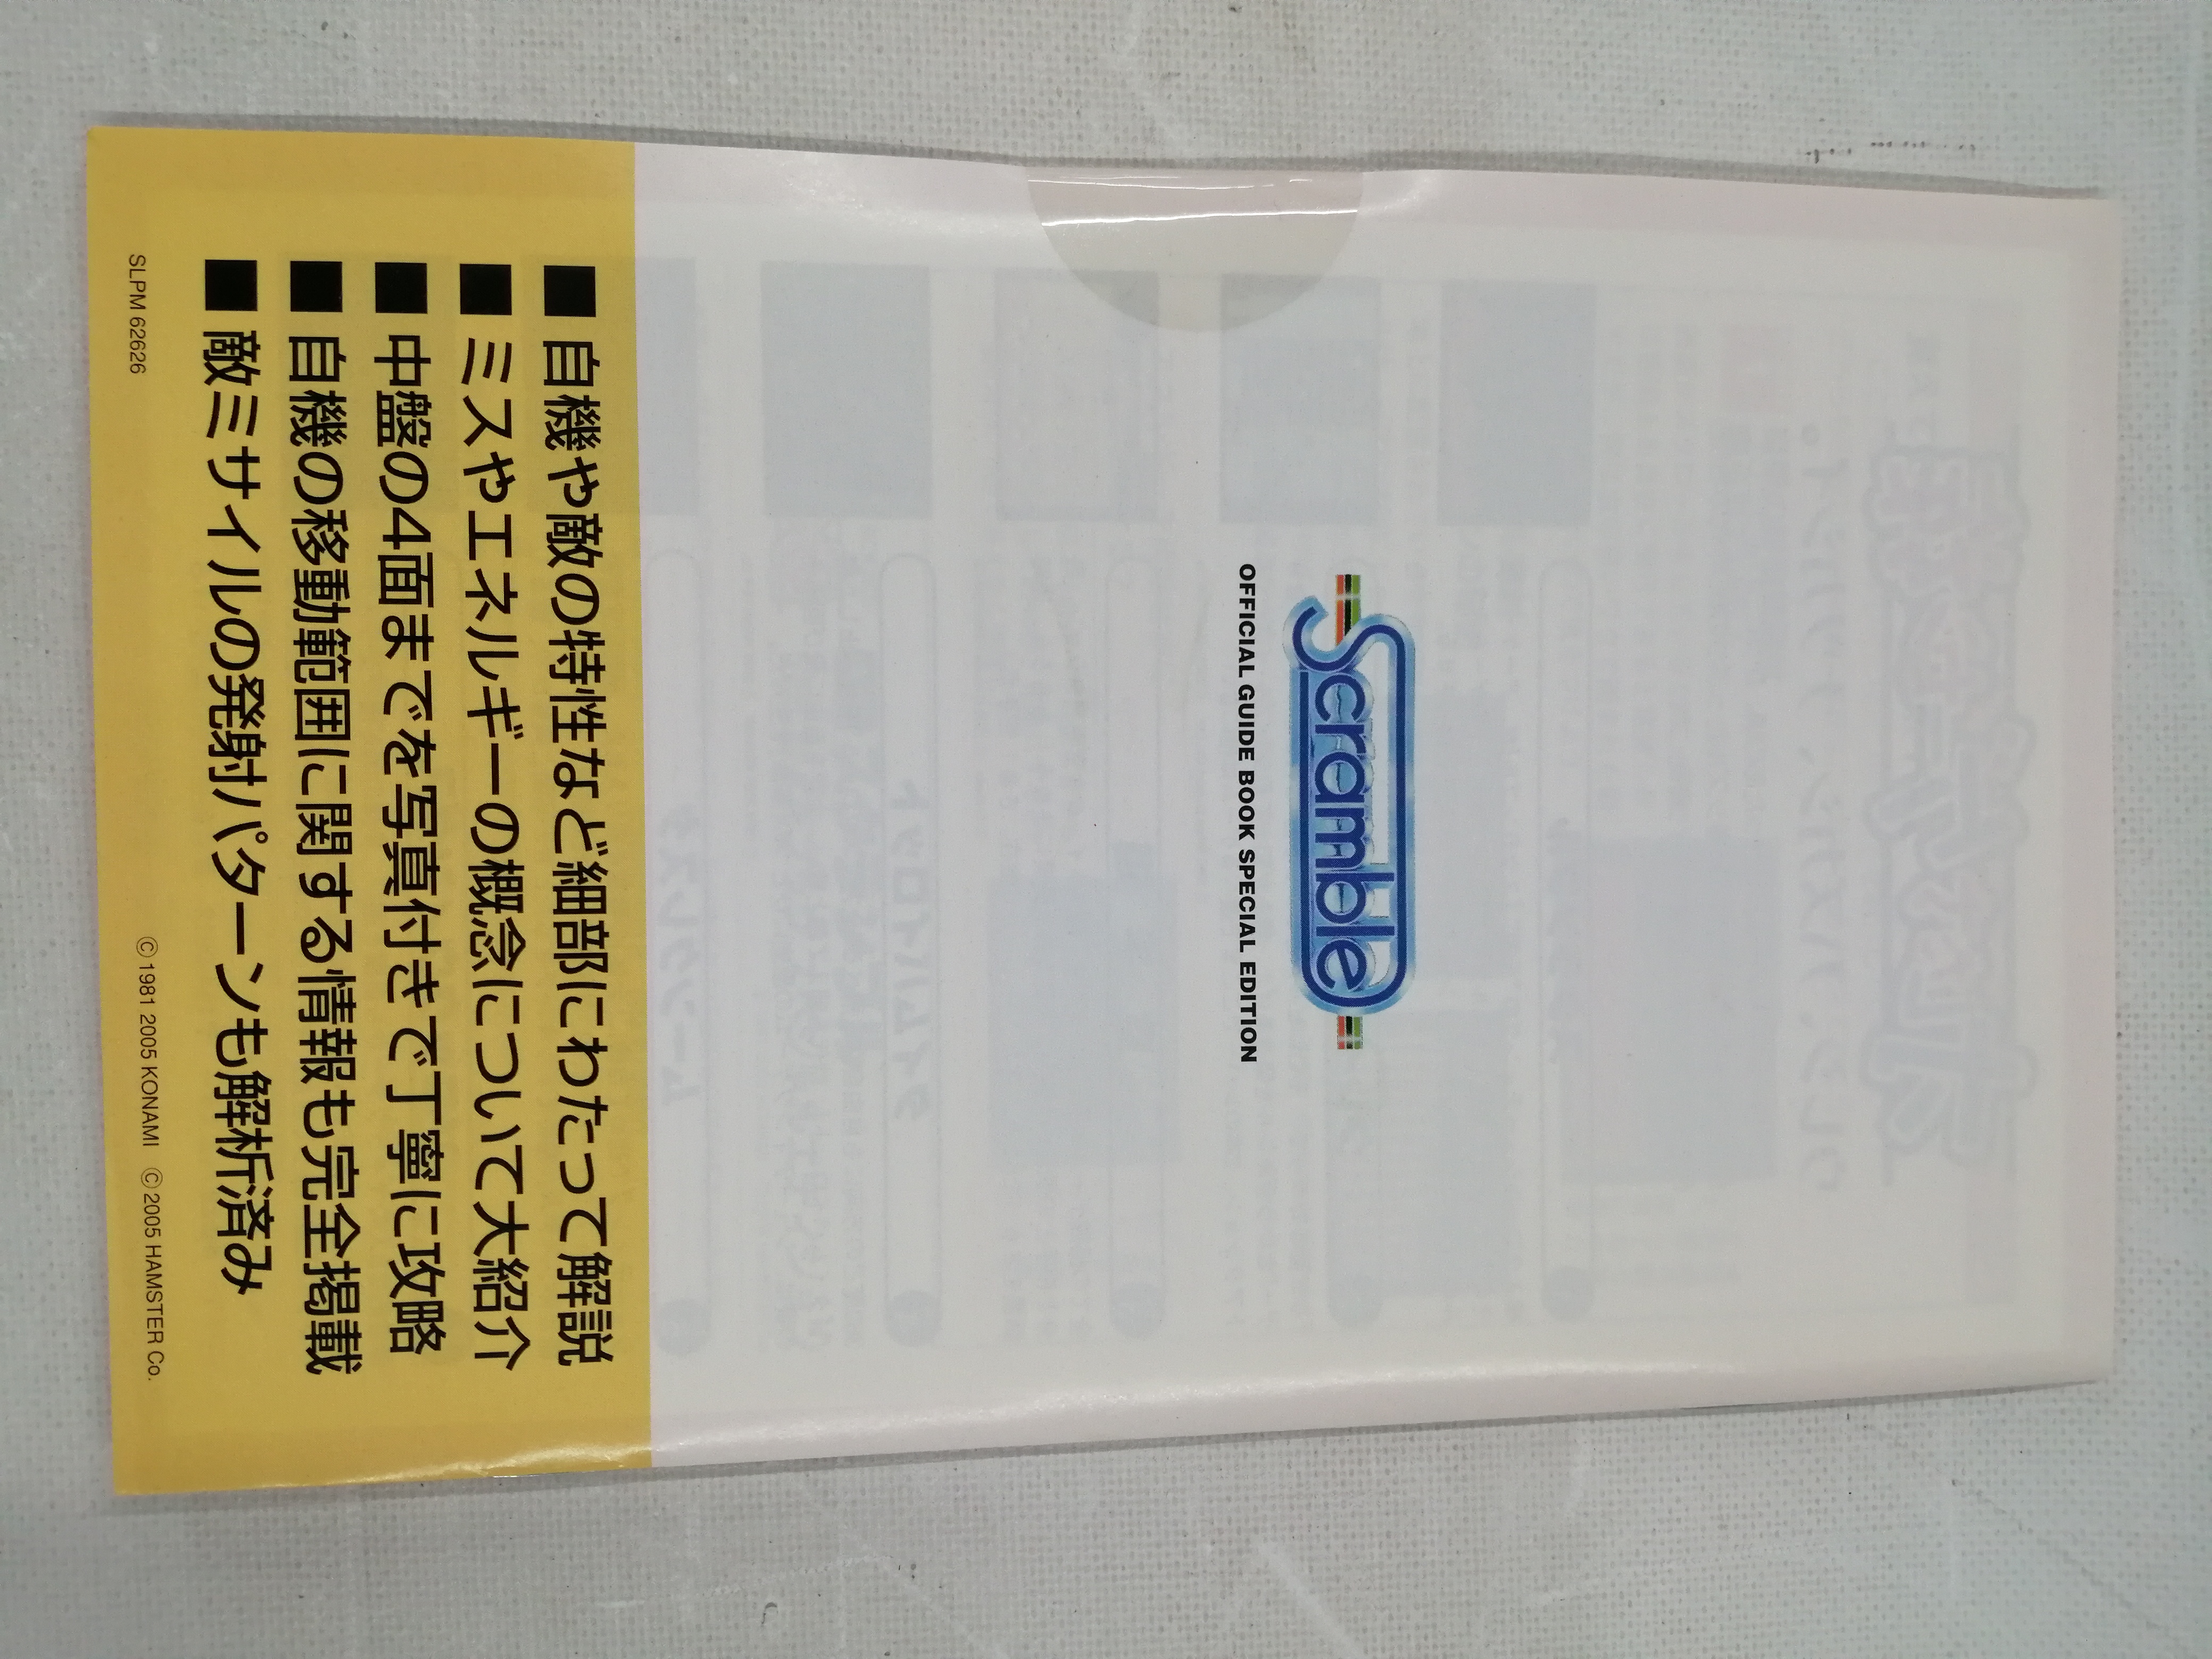 Scramble
OFFICIAL GUIDE BOOK SPECIAL EDITION
■自機や敵の特性など細部にわたって解説
■ミスやエネルギーの概念について大紹介
■中盤の4面までを写真付きで丁寧に攻略
■自機の移動範囲に関する情報も完全掲載
■敵ミサイルの発射パターンも解析済み
SLPM 62626
Ⓒ1981 2005 KONAMI Ⓒ2005 HAMSTER Co.